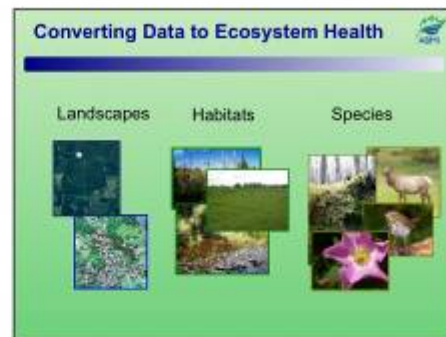 Converting Data to Ecosystem Health
Landscapes
Habitats
Species